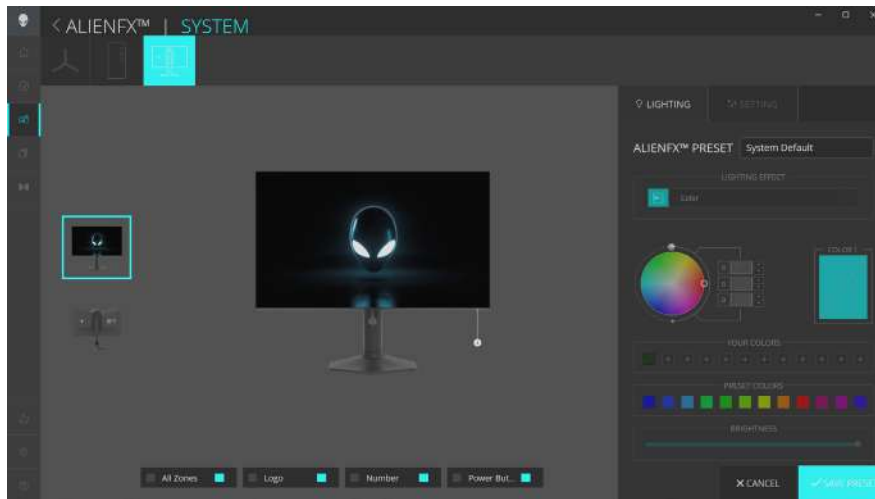 ALIENFX™ | SYSTEM
LIGHTING
SETTING
ALIENFX™ PRESET System Default
LIGHTING EFFECT
Color
COLOR 1
R
G
B
YOUR COLORS
PRESET COLORS
BRIGHTNESS
All Zones
Logo
Number
Power But...
CANCEL
SAVE PRESET